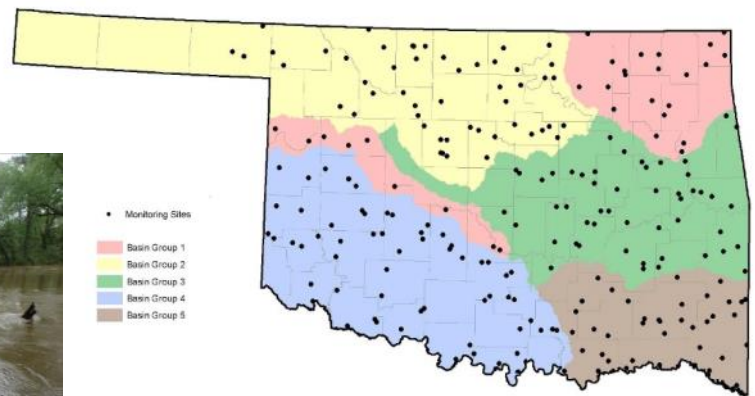 Monitoring Sites
Basin Group 1
Basin Group 2
Basin Group 3
Basin Group 4
Basin Group 5